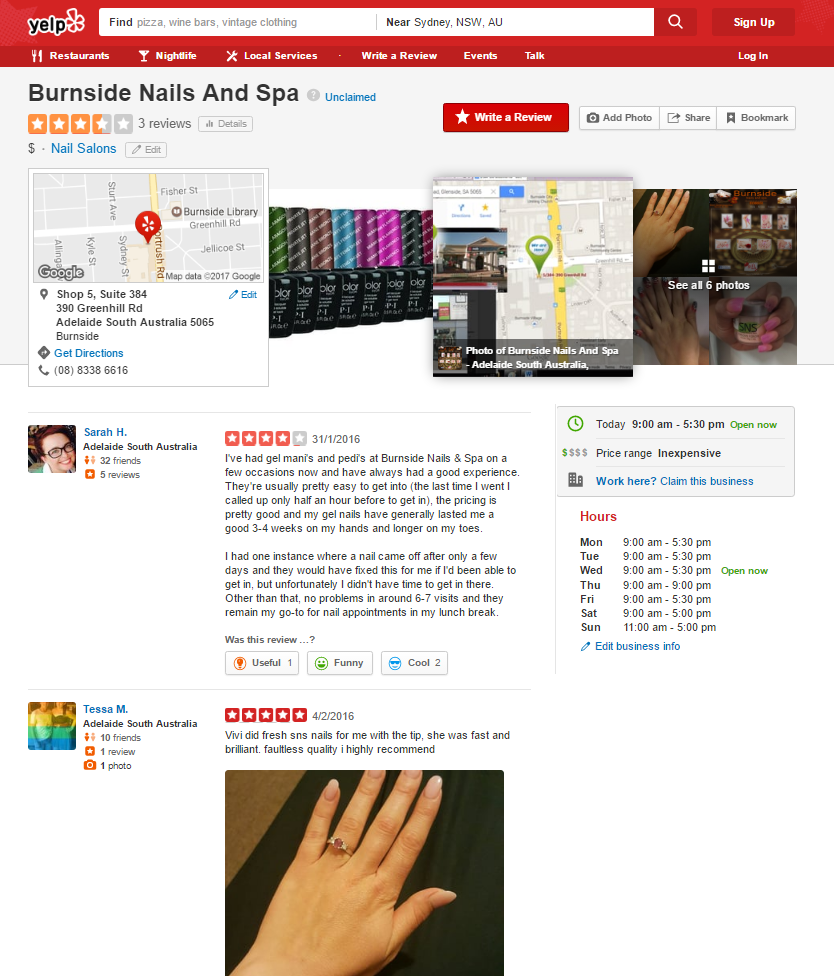 yelp
Find pizza, wine bars, vintage clothing
Near Sydney, NSW, AU
Sign Up
Restaurants
Nightlife
Local Services
Write a Review
Events
Talk
Log In
Burnside Nails And Spa
Unclaimed
3 reviews
Details
Write a Review
Add Photo
Share
Bookmark
$ · Nail Salons
Edit
Sturt Ave
Fisher St
Burnside Library
Greenhill Rd
Kyle St
Sydney St
Portrush Rd
Jellicoe St
Google
Map data ©2017 Google
Shop 5, Suite 384
Edit
390 Greenhill Rd
Adelaide South Australia 5065
Burnside
Get Directions
(08) 8338 6616
Directions
Saved
Photo of Burnside Nails And Spa
- Adelaide South Australia,
Burnside
See all 6 photos
SNS
Sarah H.
Adelaide South Australia
32 friends
5 reviews
31/1/2016
I've had gel mani's and pedi's at Burnside Nails & Spa on a
few occasions now and have always had a good experience.
They're usually pretty easy to get into (the last time I went I
called up only half an hour before to get in), the pricing is
pretty good and my gel nails have generally lasted me a
good 3-4 weeks on my hands and longer on my toes.
I had one instance where a nail came off after only a few
days and they would have fixed this for me if I'd been able to
get in, but unfortunately I didn't have time to get in there.
Other than that, no problems in around 6-7 visits and they
remain my go-to for nail appointments in my lunch break.
Was this review ...?
Useful 1
Funny
Cool 2
Today 9:00 am - 5:30 pm Open now
$$$$ Price range Inexpensive
Work here? Claim this business
Hours
Mon 9:00 am - 5:30 pm
Tue 9:00 am - 5:30 pm
Wed 9:00 am - 5:30 pm Open now
Thu 9:00 am - 9:00 pm
Fri 9:00 am - 5:30 pm
Sat 9:00 am - 5:00 pm
Sun 11:00 am - 5:00 pm
Edit business info
Tessa M.
Adelaide South Australia
10 friends
1 review
1 photo
4/2/2016
Vivi did fresh sns nails for me with the tip, she was fast and
brilliant. faultless quality i highly recommend